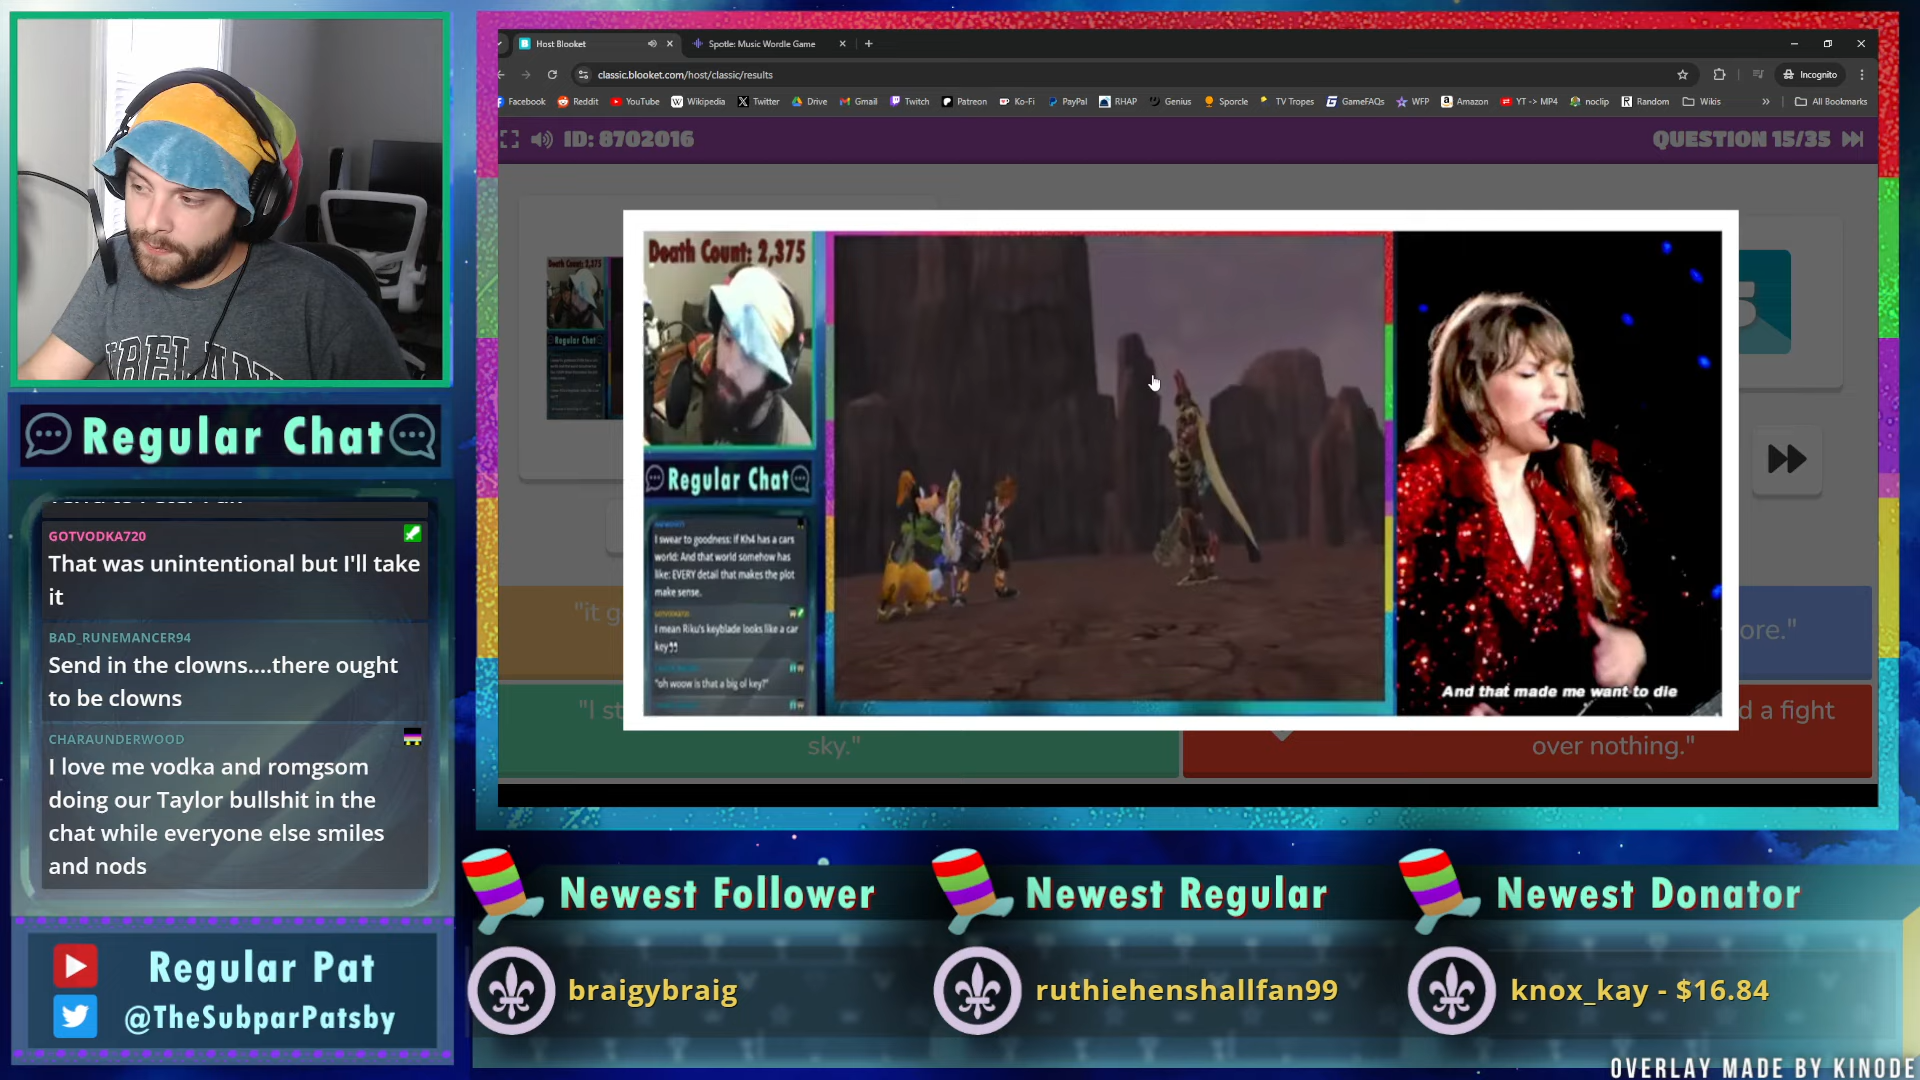 Host Blooket
Spotle: Music Wordle Game
classic.blooket.com/host/classic/results
Incognito
Facebook
Reddit
YouTube
Wikipedia
Twitter
Drive
Gmail
Twitch
Patreon
Ko-Fi
PayPal
RHAP
Genius
Sporcle
TV Tropes
GameFAQs
WFP
Amazon
YT -> MP4
noclip
Random
Wikis
All Bookmarks
ID: 8702016
QUESTION 15/35
Death Count: 2,375
Regular Chat
I swear to goodness: if Kh4 has a cars
world: And that world somehow has
like: EVERY detail that makes the plot
make sense.
I mean Riku's keyblade looks like a car
key
"oh woow is that a big ol key?"
And that made me want to die
"it g
ore."
"I st
sky."
d a fight
over nothing."
Regular Chat
GOTVODKA720
That was unintentional but I'll take
it
BAD_RUNEMANCER94
Send in the clowns....there ought
to be clowns
CHARAUNDERWOOD
I love me vodka and romgsom
doing our Taylor bullshit in the
chat while everyone else smiles
and nods
Regular Pat
@TheSubparPatsby
Newest Follower
braigybraig
Newest Regular
ruthiehenshallfan99
Newest Donator
knox_kay - $16.84
OVERLAY MADE BY KINODE